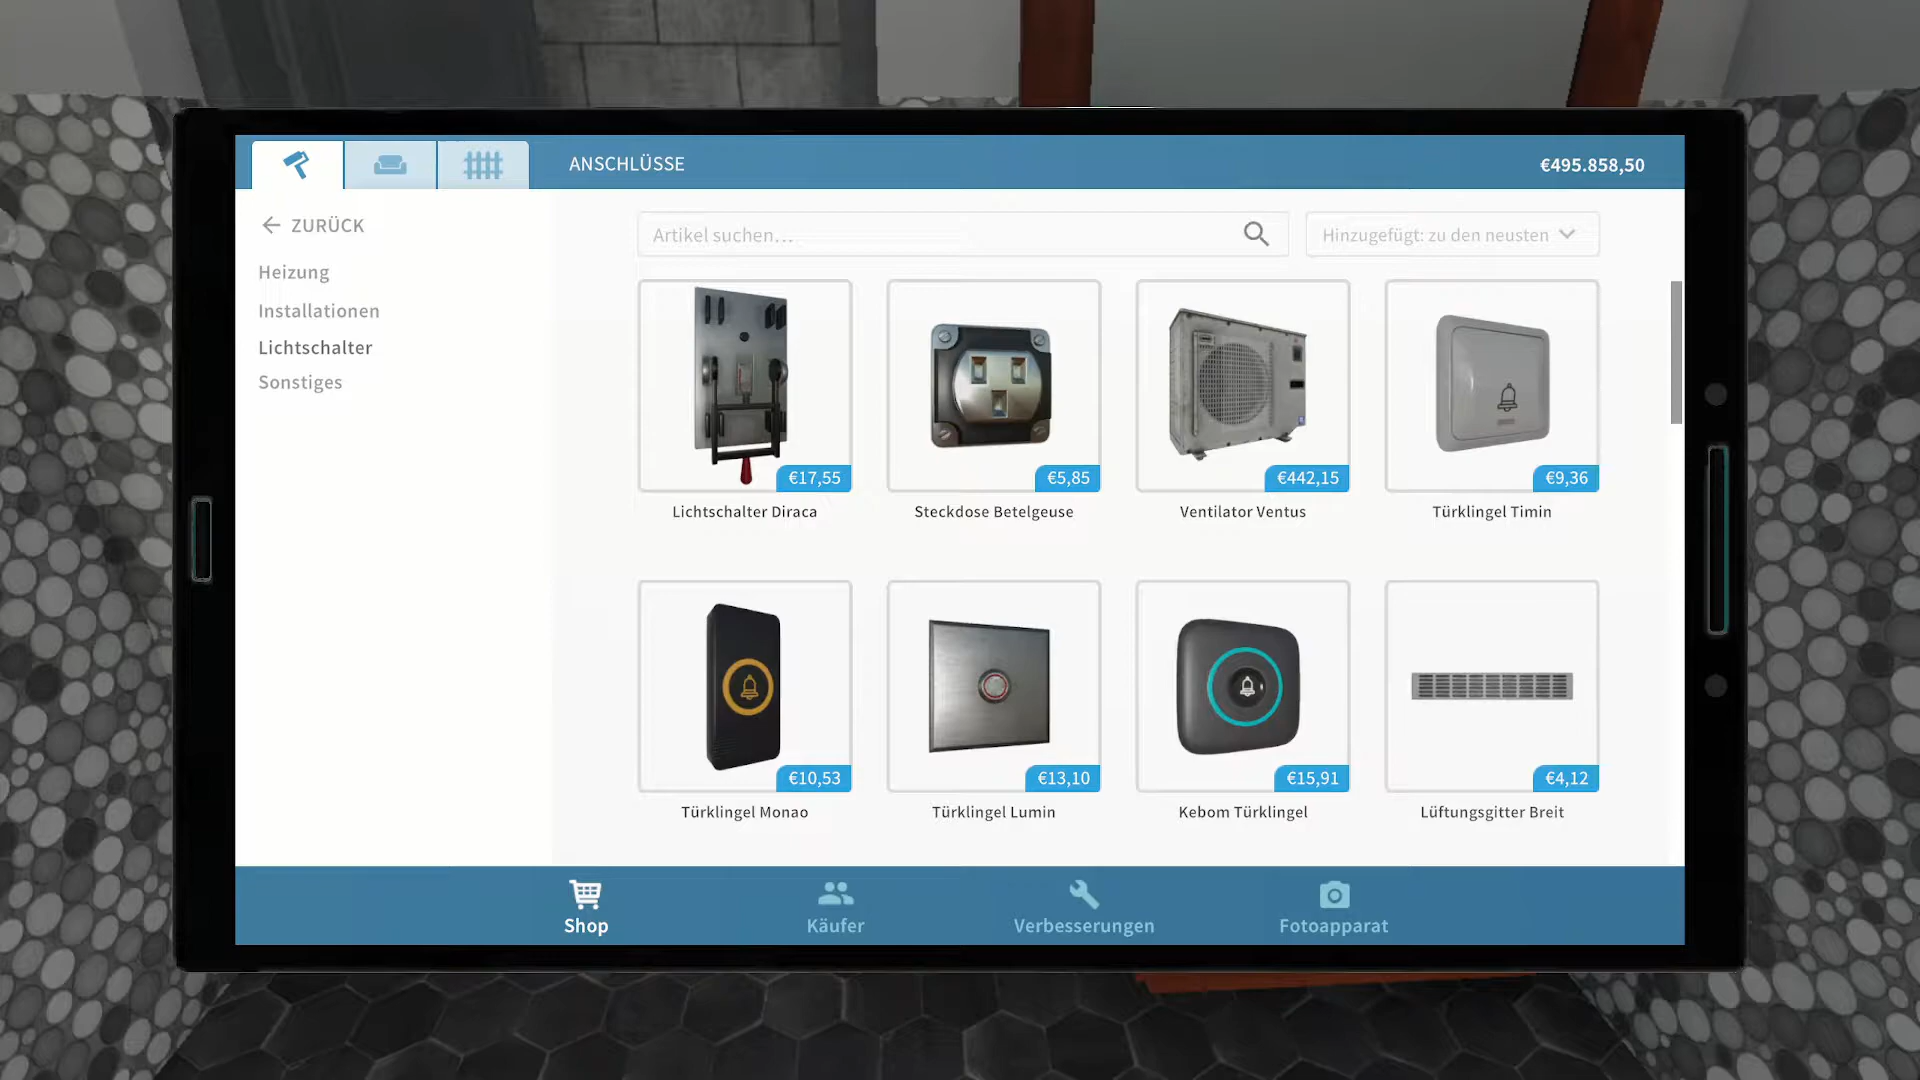 ANSCHLÜSSE
€495.858,50
ZURÜCK
Heizung
Installationen
Lichtschalter
Sonstiges
Artikel suchen...
Hinzugefügt: zu den neusten
€17,55
€5,85
€442,15
€9,36
Lichtschalter Diraca
Steckdose Betelgeuse
Ventilator Ventus
Türklingel Timin
€10,53
€13,10
€15,91
€4,12
Türklingel Monao
Türklingel Lumin
Kebom Türklingel
Lüftungsgitter Breit
Shop
Käufer
Verbesserungen
Fotoapparat